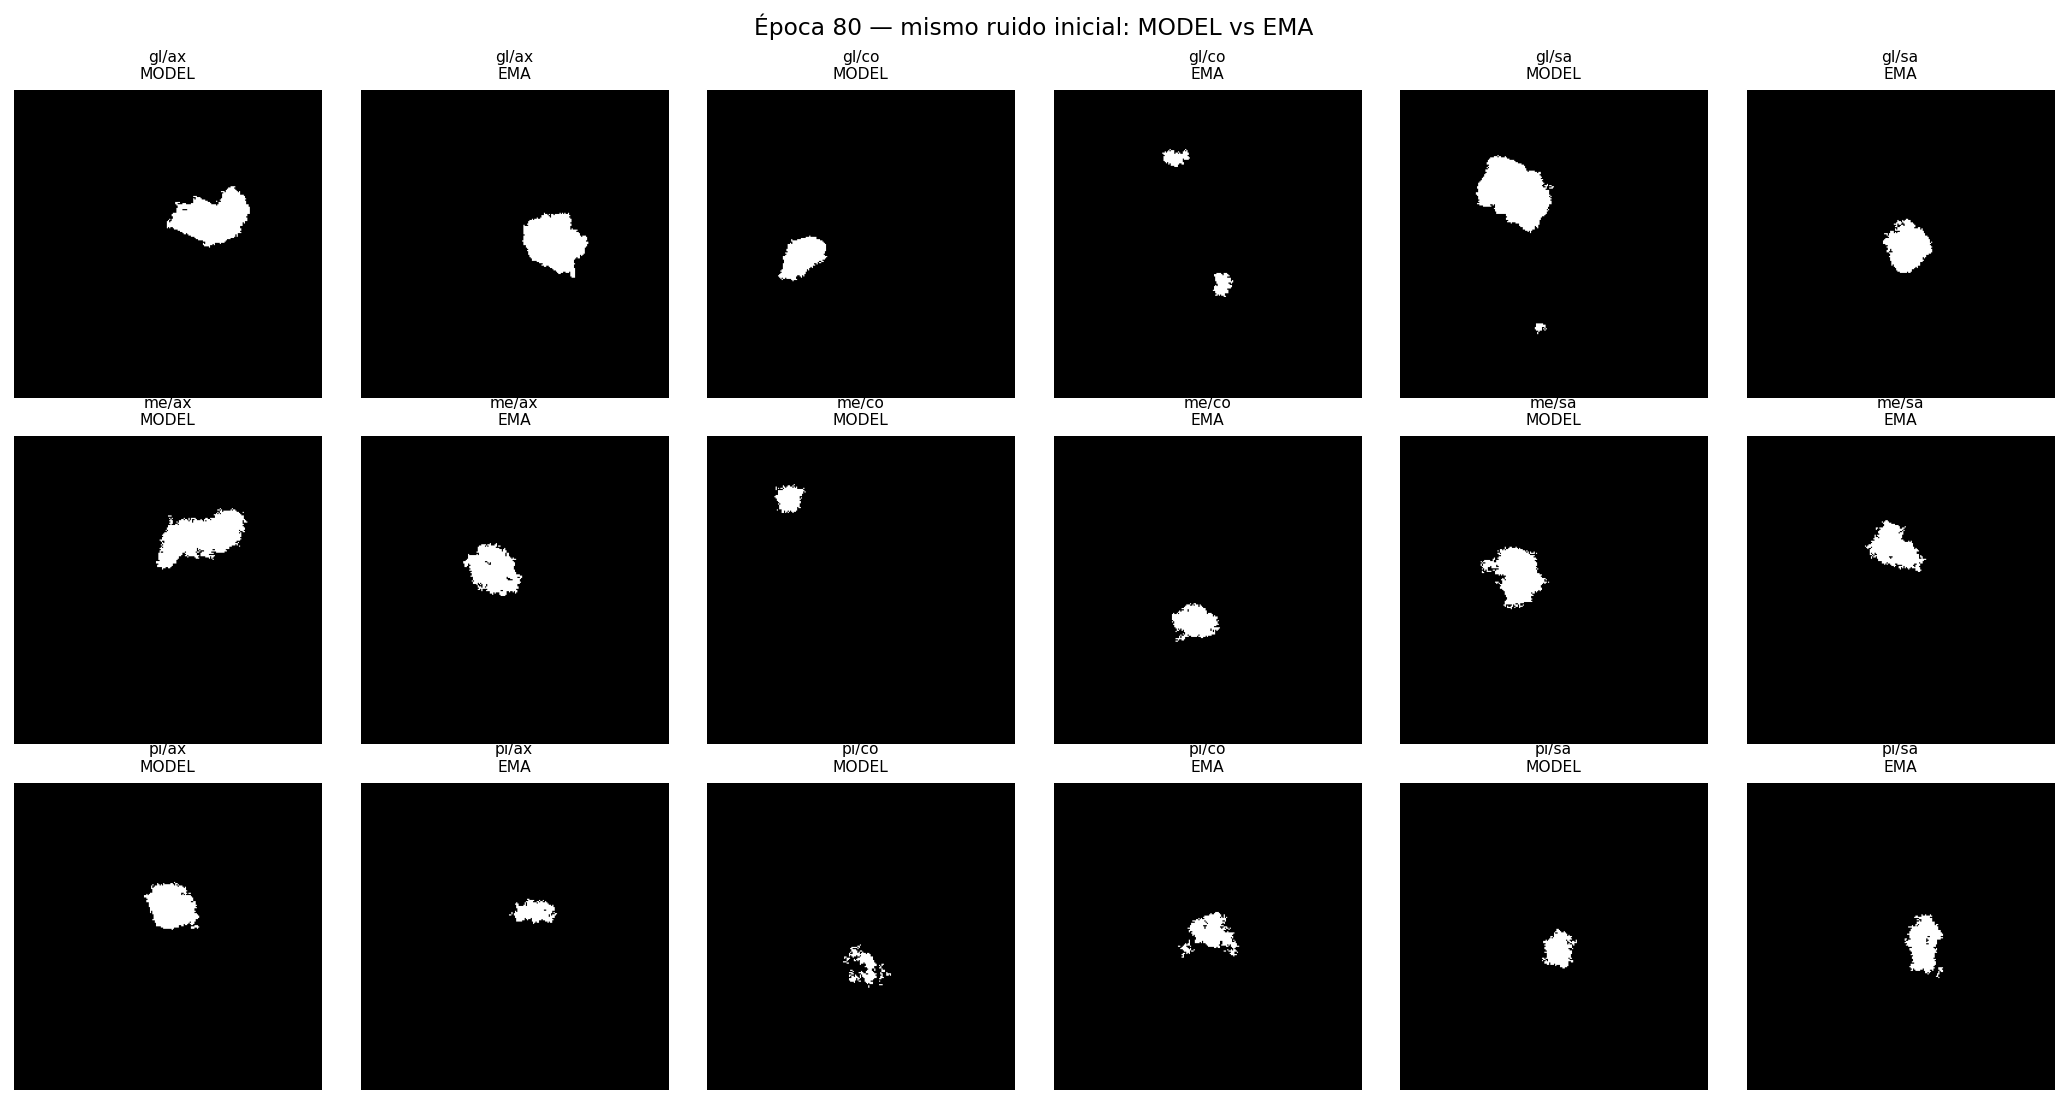 Época 80 — mismo ruido inicial: MODEL vs EMA
gl/ax
MODEL
gl/ax
EMA
gl/co
MODEL
gl/co
EMA
gl/sa
MODEL
gl/sa
EMA
me/ax
MODEL
me/ax
EMA
me/co
MODEL
me/co
EMA
me/sa
MODEL
me/sa
EMA
pi/ax
MODEL
pi/ax
EMA
pi/co
MODEL
pi/co
EMA
pi/sa
MODEL
pi/sa
EMA